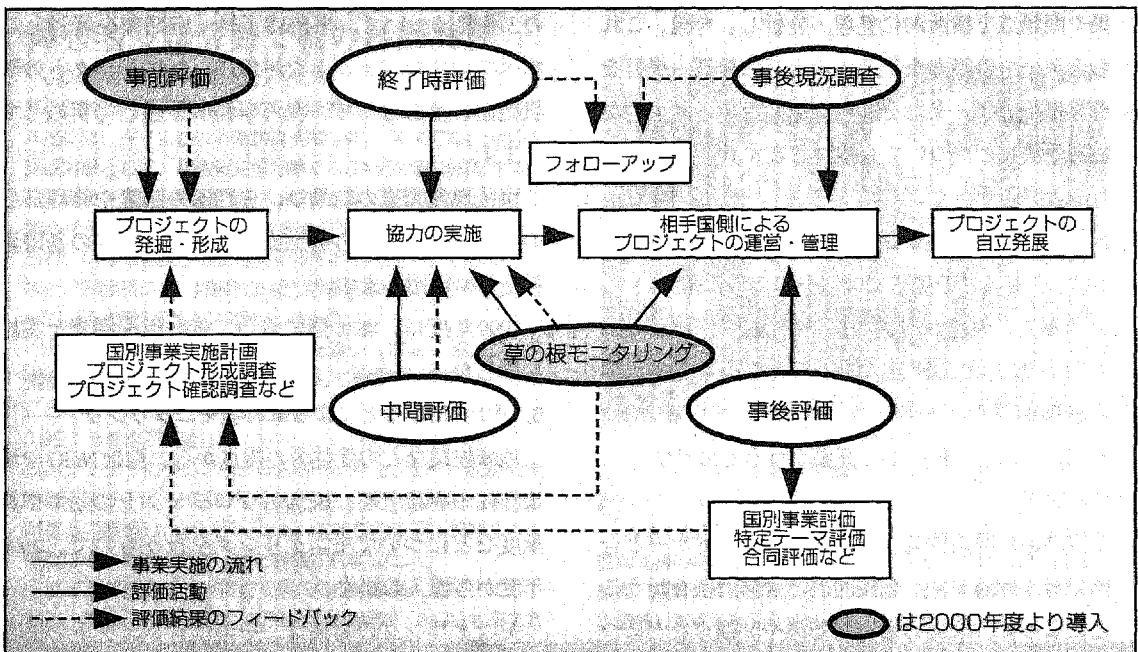 事前評価
終了時評価
事後現況調査
フォローアップ
プロジェクトの
発掘・形成
協力の実施
相手国側による
プロジェクトの運営・管理
プロジェクトの
自立発展
国別事業実施計画
プロジェクト形成調査
プロジェクト確認調査など
草の根モニタリング
中間評価
事後評価
国別事業評価
特定テーマ評価
合同評価など
事業実施の流れ
評価活動
評価結果のフィードバック
は2000年度より導入